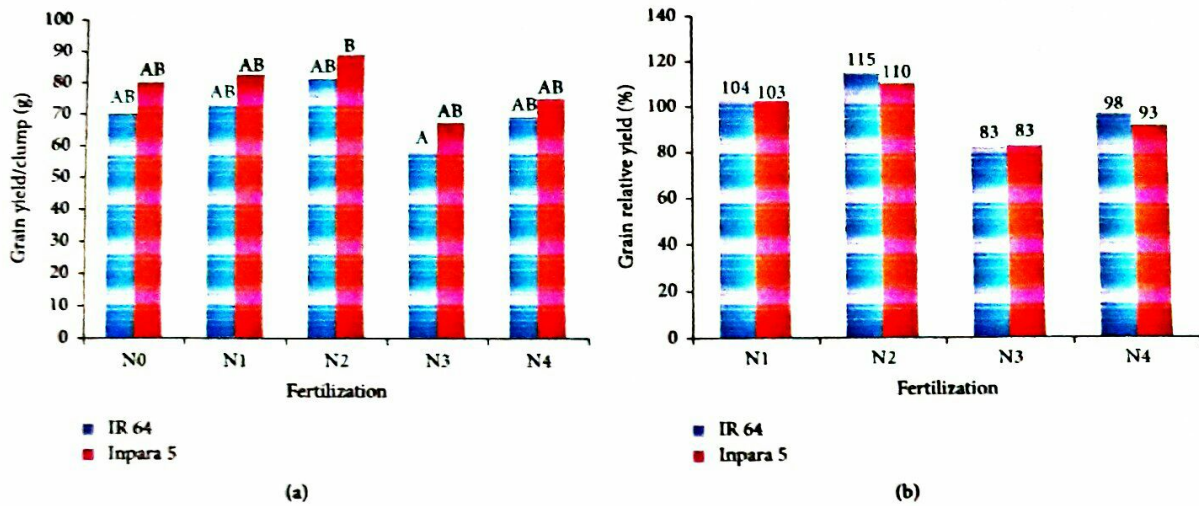 Grain yield/clump (g)
100
90
80
70
60
50
40
30
20
10
0
AB
AB
AB
AB
AB
B
A
AB
AB
AB
N0
N1
N2
N3
N4
Fertilization
IR 64
Inpara 5
(a)
Grain relative yield (%)
140
120
100
80
60
40
20
0
104
103
115
110
83
83
98
93
N1
N2
N3
N4
Fertilization
IR 64
Inpara 5
(b)